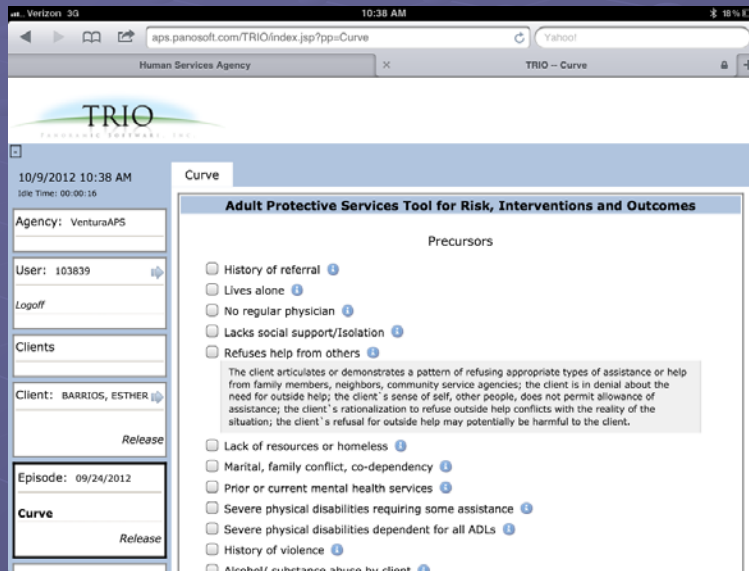 Verizon 3G 10:38 AM 18%
aps.panosoft.com/TRIO/index.jsp?pp=Curve
Yahoo!
Human Services Agency
TRIO -- Curve
TRIO
PANORAMIC SOFTWARE, INC.
10/9/2012 10:38 AM
Idle Time: 00:00:16
Agency: VenturaAPS
User: 103839
Logoff
Clients
Client: BARRIOS, ESTHER
Release
Episode: 09/24/2012
Curve
Release
Curve
Adult Protective Services Tool for Risk, Interventions and Outcomes
Precursors
History of referral
Lives alone
No regular physician
Lacks social support/Isolation
Refuses help from others
The client articulates or demonstrates a pattern of refusing appropriate types of assistance or help
from family members, neighbors, community service agencies; the client is in denial about the
need for outside help; the client`s sense of self, other people, does not permit allowance of
assistance; the client`s rationalization to refuse outside help conflicts with the reality of the
situation; the client`s refusal for outside help may potentially be harmful to the client.
Lack of resources or homeless
Marital, family conflict, co-dependency
Prior or current mental health services
Severe physical disabilities requiring some assistance
Severe physical disabilities dependent for all ADLs
History of violence
Alcohol/ substance abuse by client